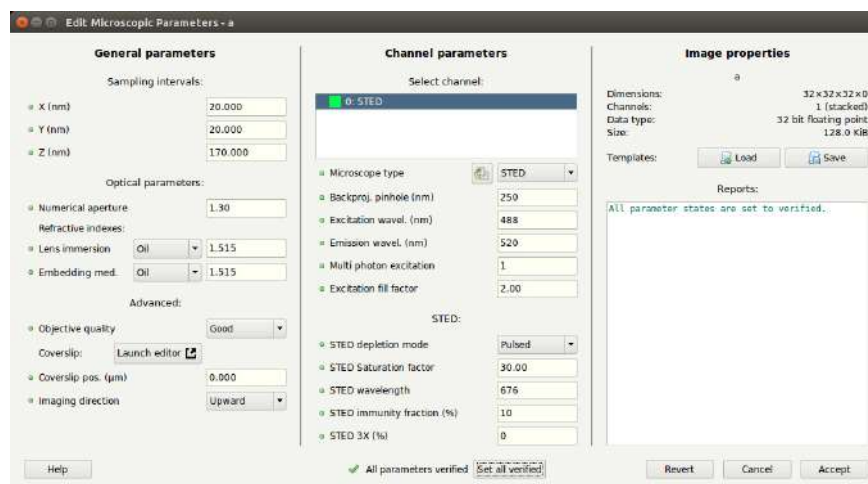 Edit Microscopic Parameters - a
General parameters
Sampling intervals:
X (nm) 20.000
Y (nm) 20.000
Z (nm) 170.000
Optical parameters:
Numerical aperture 1.30
Refractive indexes:
Lens immersion Oil 1.515
Embedding med. Oil 1.515
Advanced:
Objective quality Good
Coverslip: Launch editor
Coverslip pos. (µm) 0.000
Imaging direction Upward
Help
Channel parameters
Select channel:
0: STED
Microscope type STED
Backproj. pinhole (nm) 250
Excitation wavel. (nm) 488
Emission wavel. (nm) 520
Multi photon excitation 1
Excitation fill factor 2.00
STED:
STED depletion mode Pulsed
STED Saturation factor 30.00
STED wavelength 676
STED immunity fraction (%) 10
STED 3X (%) 0
All parameters verified Set all verified!
Image properties
a
Dimensions: 32×32×32×0
Channels: 1 (stacked)
Data type: 32 bit floating point
Size: 128.0 KiB
Templates: Load Save
Reports:
All parameter states are set to verified.
Revert Cancel Accept